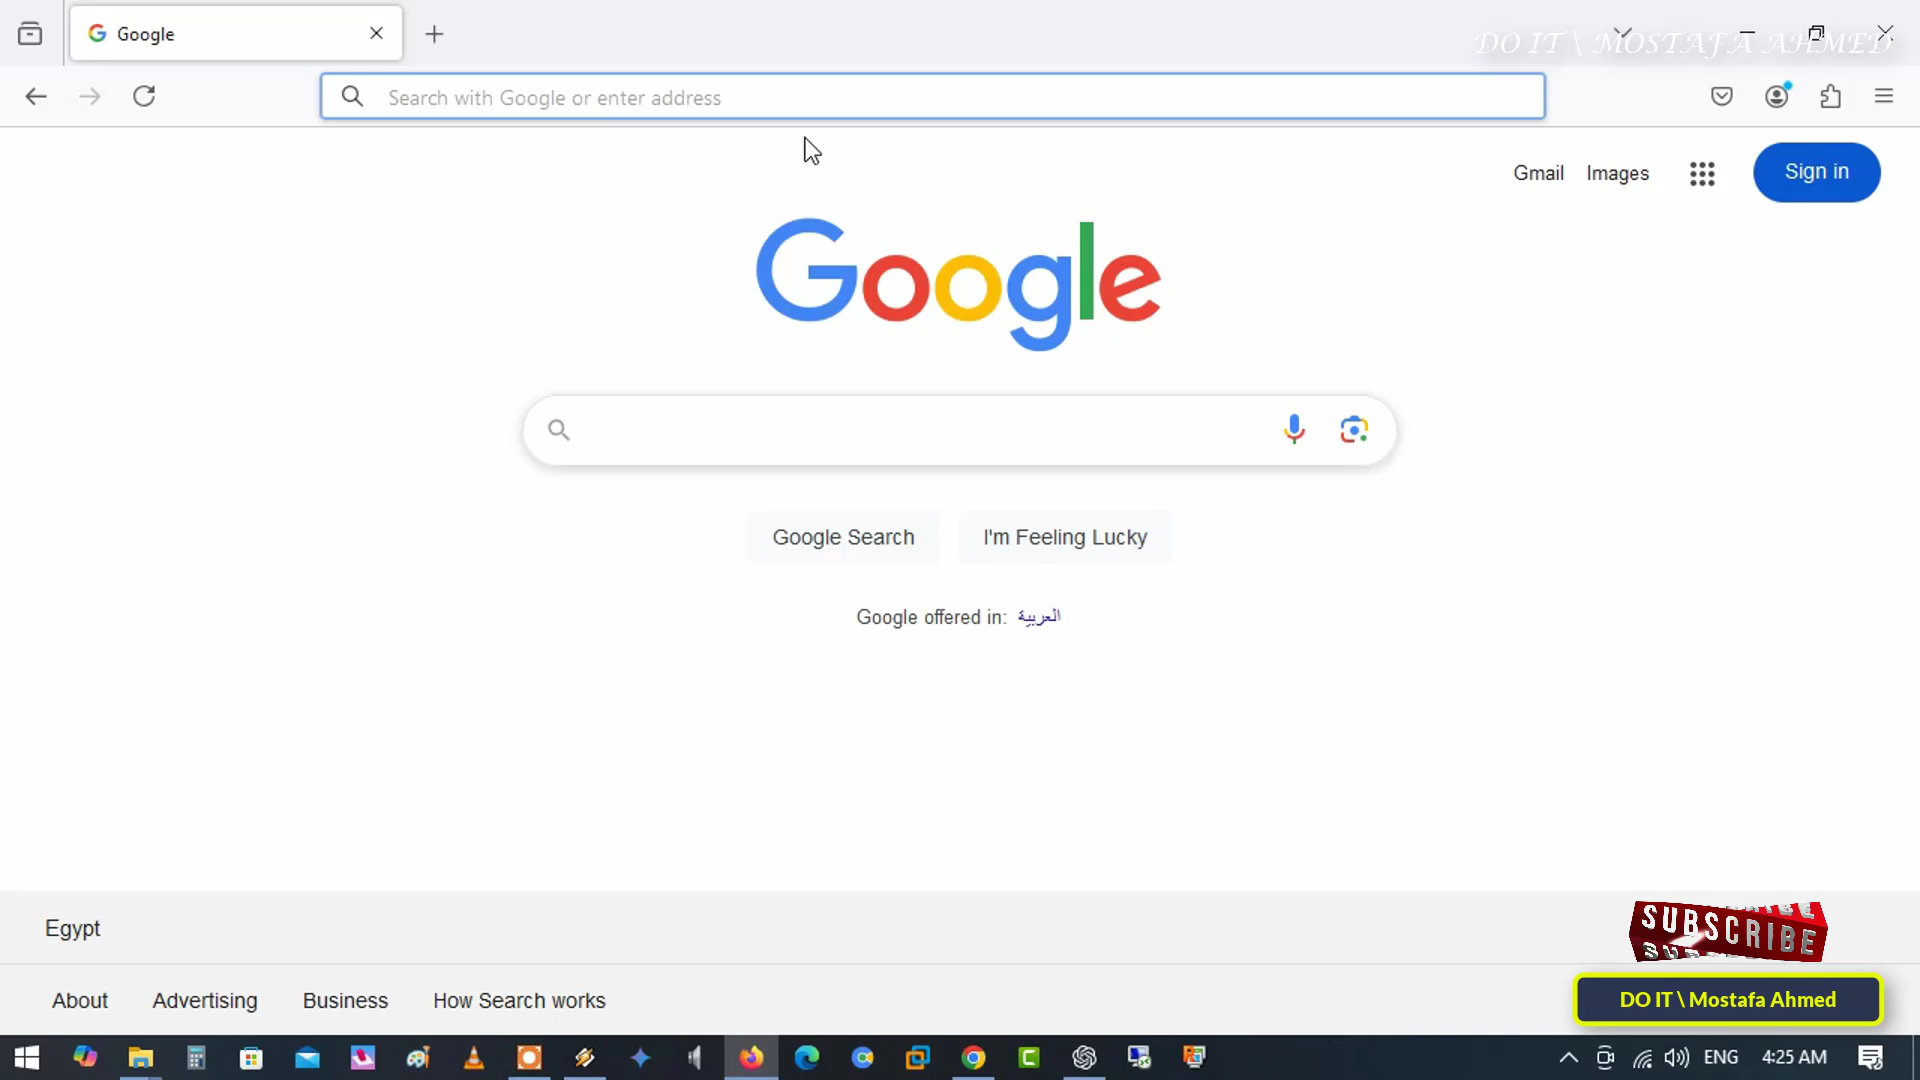 Google
DO IT \ MOSTAFA AHMED
Search with Google or enter address
Gmail Images Sign in
Google
Google Search I'm Feeling Lucky
Google offered in: العربية
Egypt
SUBSCRIBE
About Advertising Business How Search works
DO IT \ Mostafa Ahmed
ENG 4:25 AM